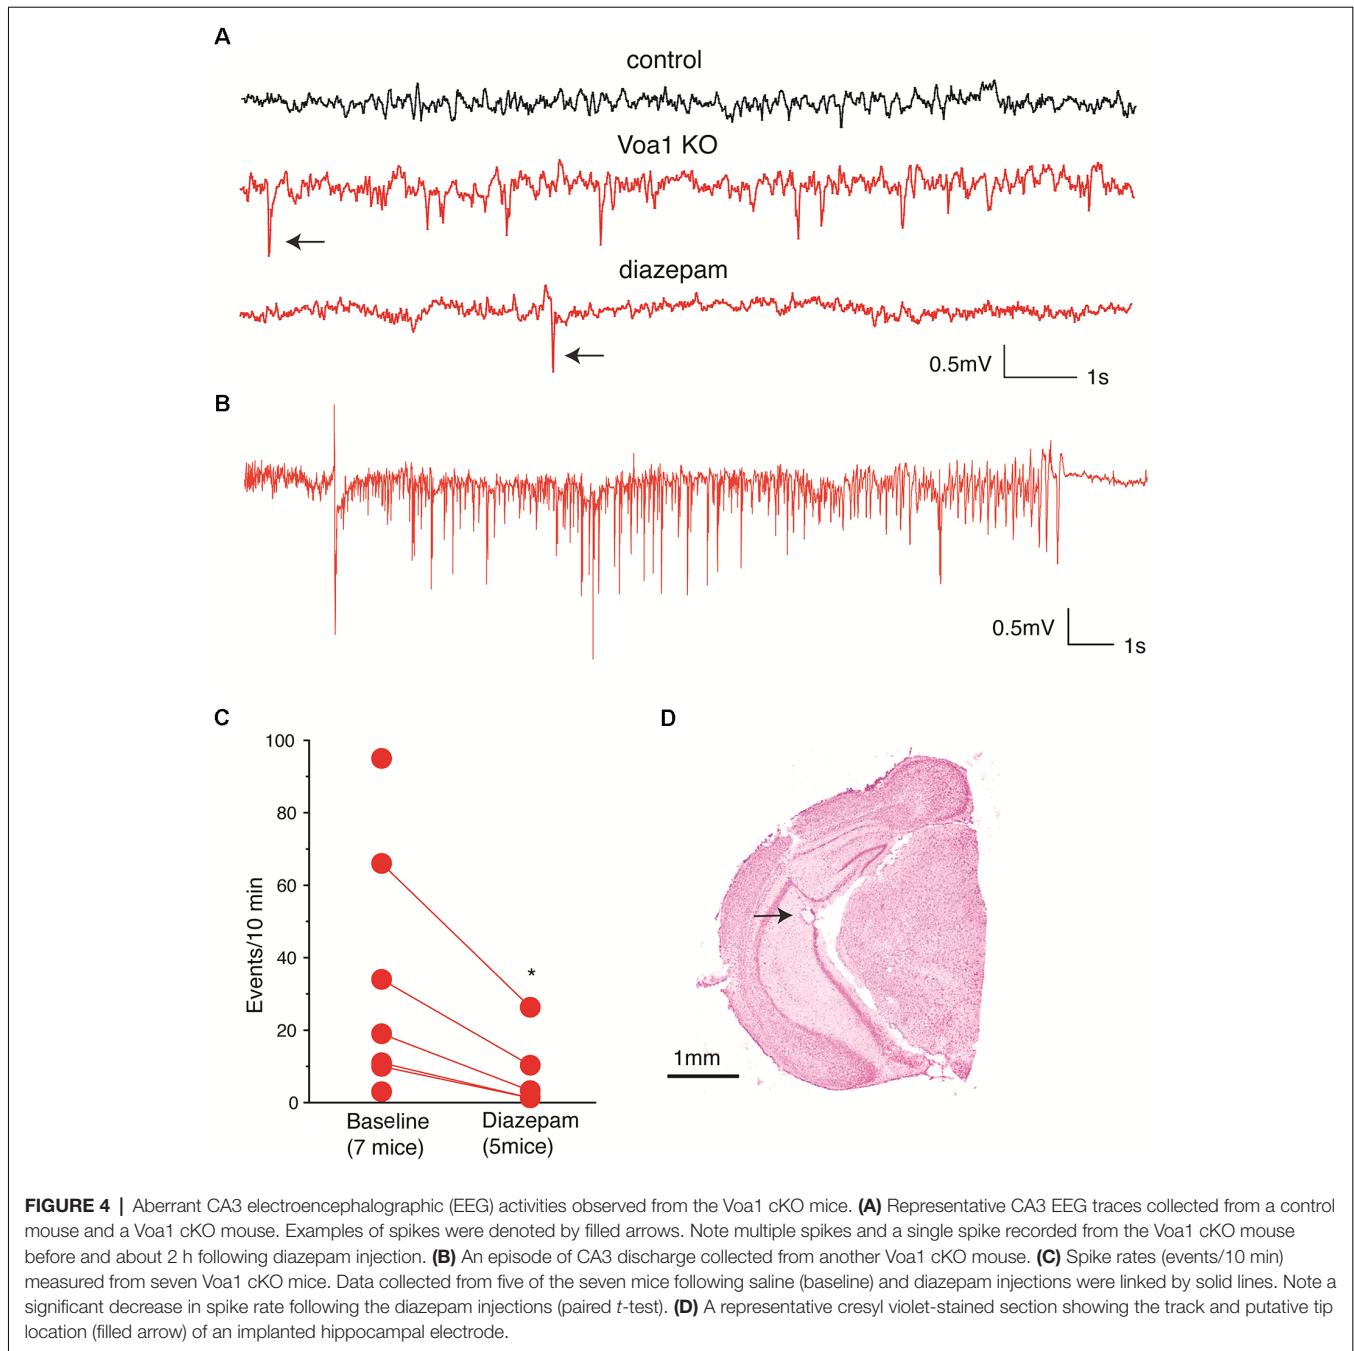 A
control
Voa1 KO
diazepam
0.5mV
1s
B
0.5mV
1s
C
D
100
80
60
40
20
0
Events/10 min
*
Baseline
(7 mice)
Diazepam
(5mice)
1mm
FIGURE 4 | Aberrant CA3 electroencephalographic (EEG) activities observed from the Voa1 cKO mice. (A) Representative CA3 EEG traces collected from a control
mouse and a Voa1 cKO mouse. Examples of spikes were denoted by filled arrows. Note multiple spikes and a single spike recorded from the Voa1 cKO mouse
before and about 2 h following diazepam injection. (B) An episode of CA3 discharge collected from another Voa1 cKO mouse. (C) Spike rates (events/10 min)
measured from seven Voa1 cKO mice. Data collected from five of the seven mice following saline (baseline) and diazepam injections were linked by solid lines. Note a
significant decrease in spike rate following the diazepam injections (paired t-test). (D) A representative cresyl violet-stained section showing the track and putative tip
location (filled arrow) of an implanted hippocampal electrode.